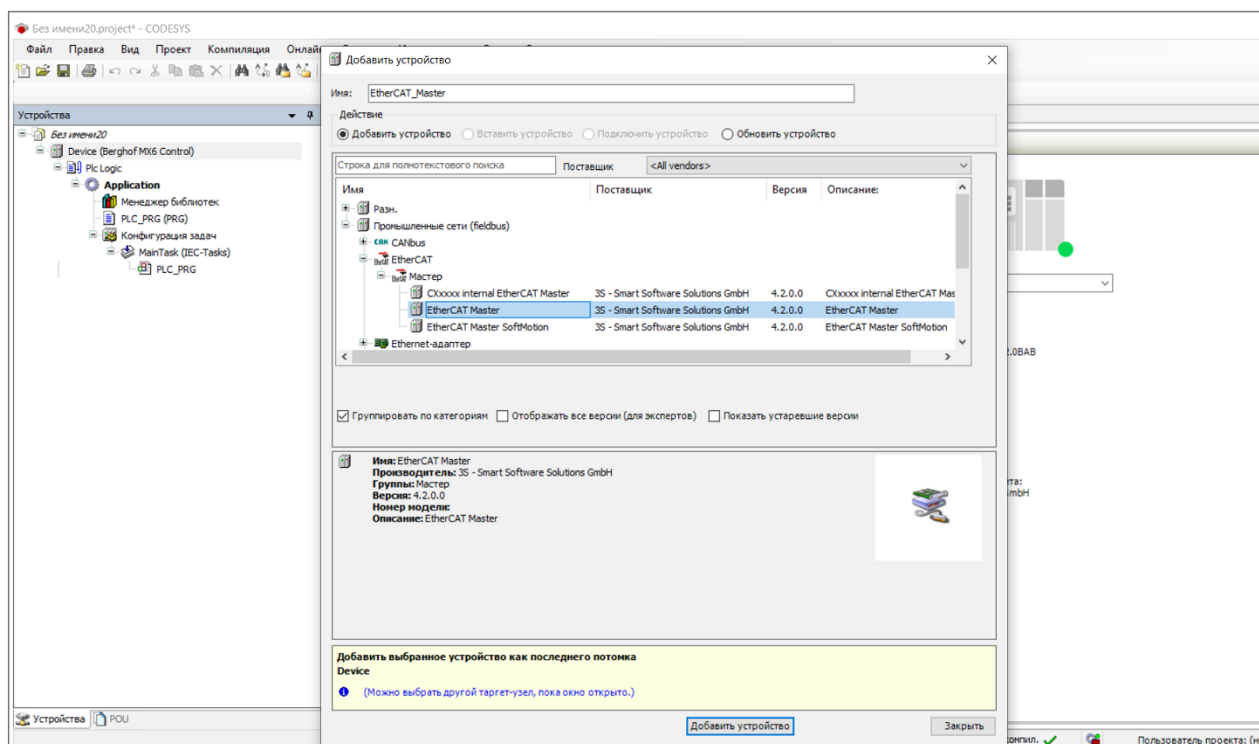 Без имени20.project* - CODESYS
Файл Правка Вид Проект Компиляция
Устройства
Без имени20
Device (Berghof MX6 Control)
Plc Logic
Application
Менеджер библиотек
PLC_PRG (PRG)
Конфигурация задач
MainTask (IEC-Tasks)
PLC_PRG
Устройства POU
Добавить устройство
Имя: EtherCAT_Master
Действие
Добавить устройство Вставить устройство Подключить устройство Обновить устройство
Строка для полнотекстового поиска Поставщик <All vendors>
Имя Поставщик Версия Описание:
Разн.
Промышленные сети (fieldbus)
CAN CANbus
EtherCAT
Мастер
CXxxxx internal EtherCAT Master 3S - Smart Software Solutions GmbH 4.2.0.0 CXxxxx internal EtherCAT Mas
EtherCAT Master 3S - Smart Software Solutions GmbH 4.2.0.0 EtherCAT Master
EtherCAT Master SoftMotion 3S - Smart Software Solutions GmbH 4.2.0.0 EtherCAT Master SoftMotion
Ethernet-адаптер
Группировать по категориям Отображать все версии (для экспертов) Показать устаревшие версии
Имя: EtherCAT Master
Производитель: 3S - Smart Software Solutions GmbH
Группы: Мастер
Версия: 4.2.0.0
Номер модели:
Описание: EtherCAT Master
Добавить выбранное устройство как последнего потомка
Device
(Можно выбрать другой таргет-узел, пока окно открыто.)
Добавить устройство Закрыть
2.0BAB
Пользователь проекта: